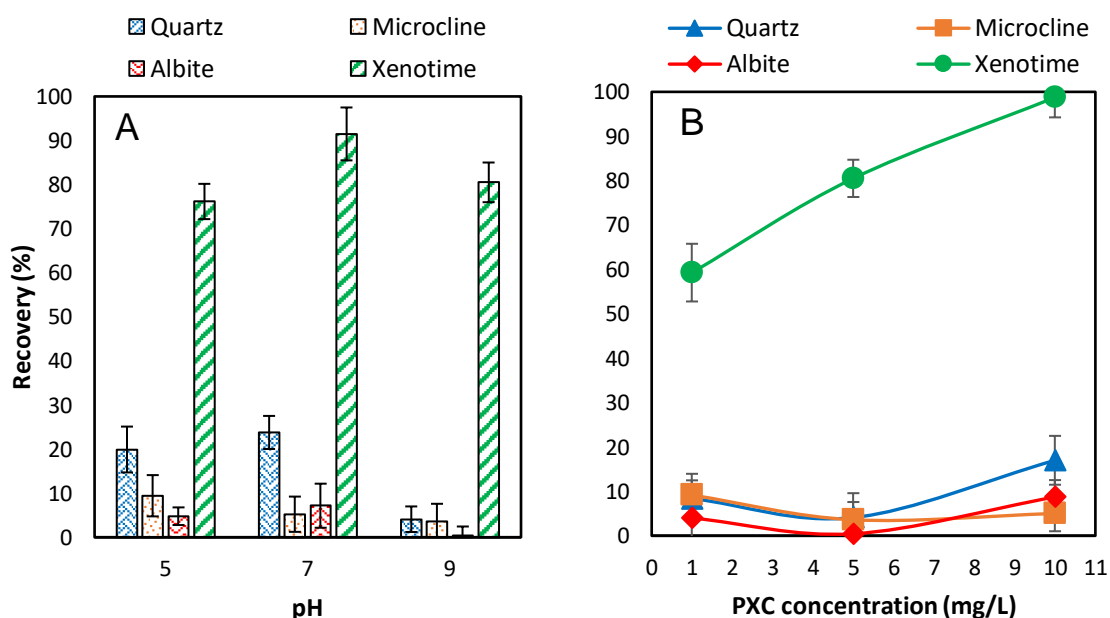 Quartz Microcline
Albite Xenotime
A
Recovery (%)
100
90
80
70
60
50
40
30
20
10
0
5 7 9
pH
Quartz Microcline
Albite Xenotime
B
100
90
80
70
60
50
40
30
20
10
0
0 1 2 3 4 5 6 7 8 9 10 11
PXC concentration (mg/L)